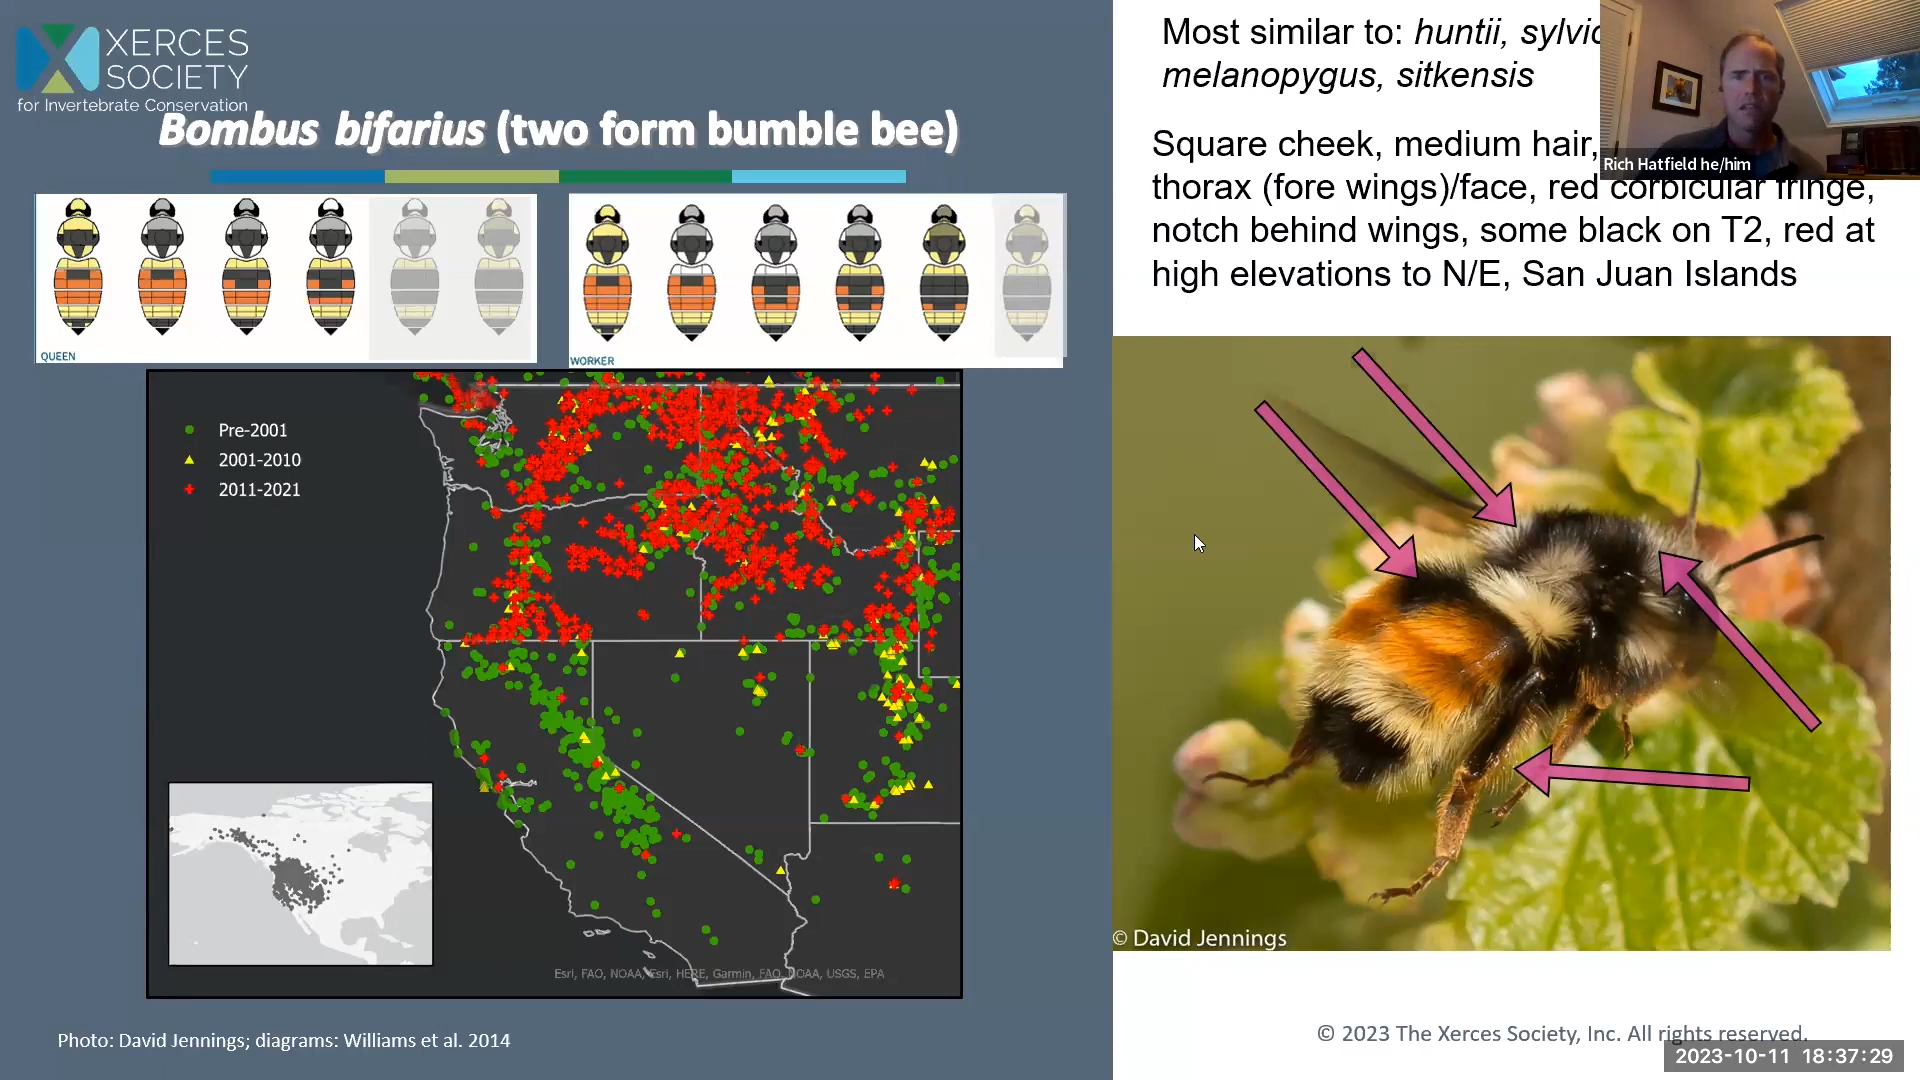 XERCES
SOCIETY
for Invertebrate Conservation
Bombus bifarius (two form bumble bee)
QUEEN
WORKER
Pre-2001
2001-2010
2011-2021
Esri, FAO, NOAA, Esri, HERE, Garmin, FAO, NOAA, USGS, EPA
Photo: David Jennings; diagrams: Williams et al. 2014
Most similar to: huntii,
melanopygus, sitkensis
Square cheek, medium hair,
thorax (fore wings)/face, red corbicular fringe,
notch behind wings, some black on T2, red at
high elevations to N/E, San Juan Islands
Rich Hatfield he/him
© David Jennings
© 2023 The Xerces Society, Inc. All rights reserved.
2023-10-11 18:37:29